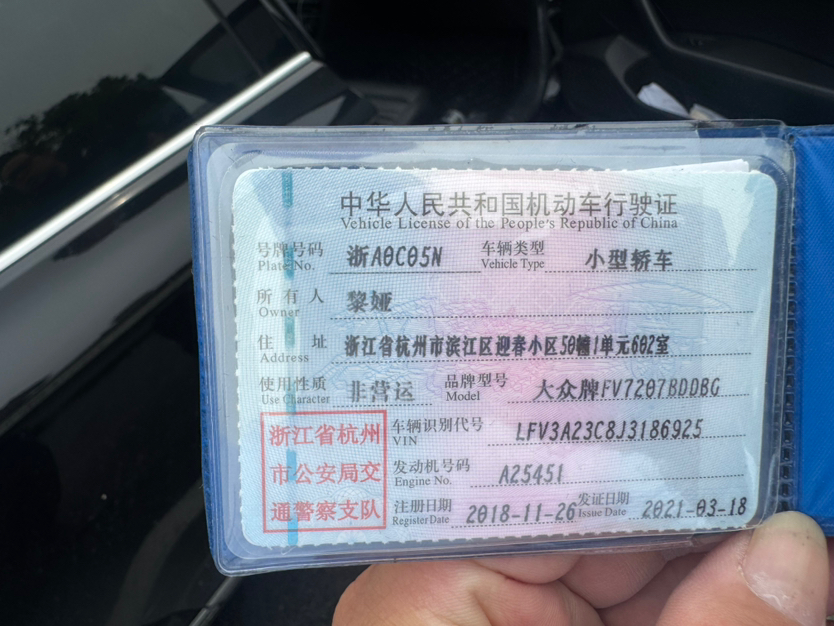 中华人民共和国机动车行驶证
Vehicle License of the People's Republic of China
号牌号码 浙A0C05N 车辆类型 小型轿车
Plate No. Vehicle Type
所有人 黎娅
Owner
住址 浙江省杭州市滨江区迎春小区50幢1单元602室
Address
使用性质 非营运 品牌型号 大众牌FV7207BDDBG
Use Character Model
浙江省杭州
市公安局交
通警察支队
车辆识别代号 LFV3A23C8J3186925
VIN
发动机号码 A25451
Engine No.
注册日期 2018-11-26 发证日期 2021-03-18
Register Date Issue Date